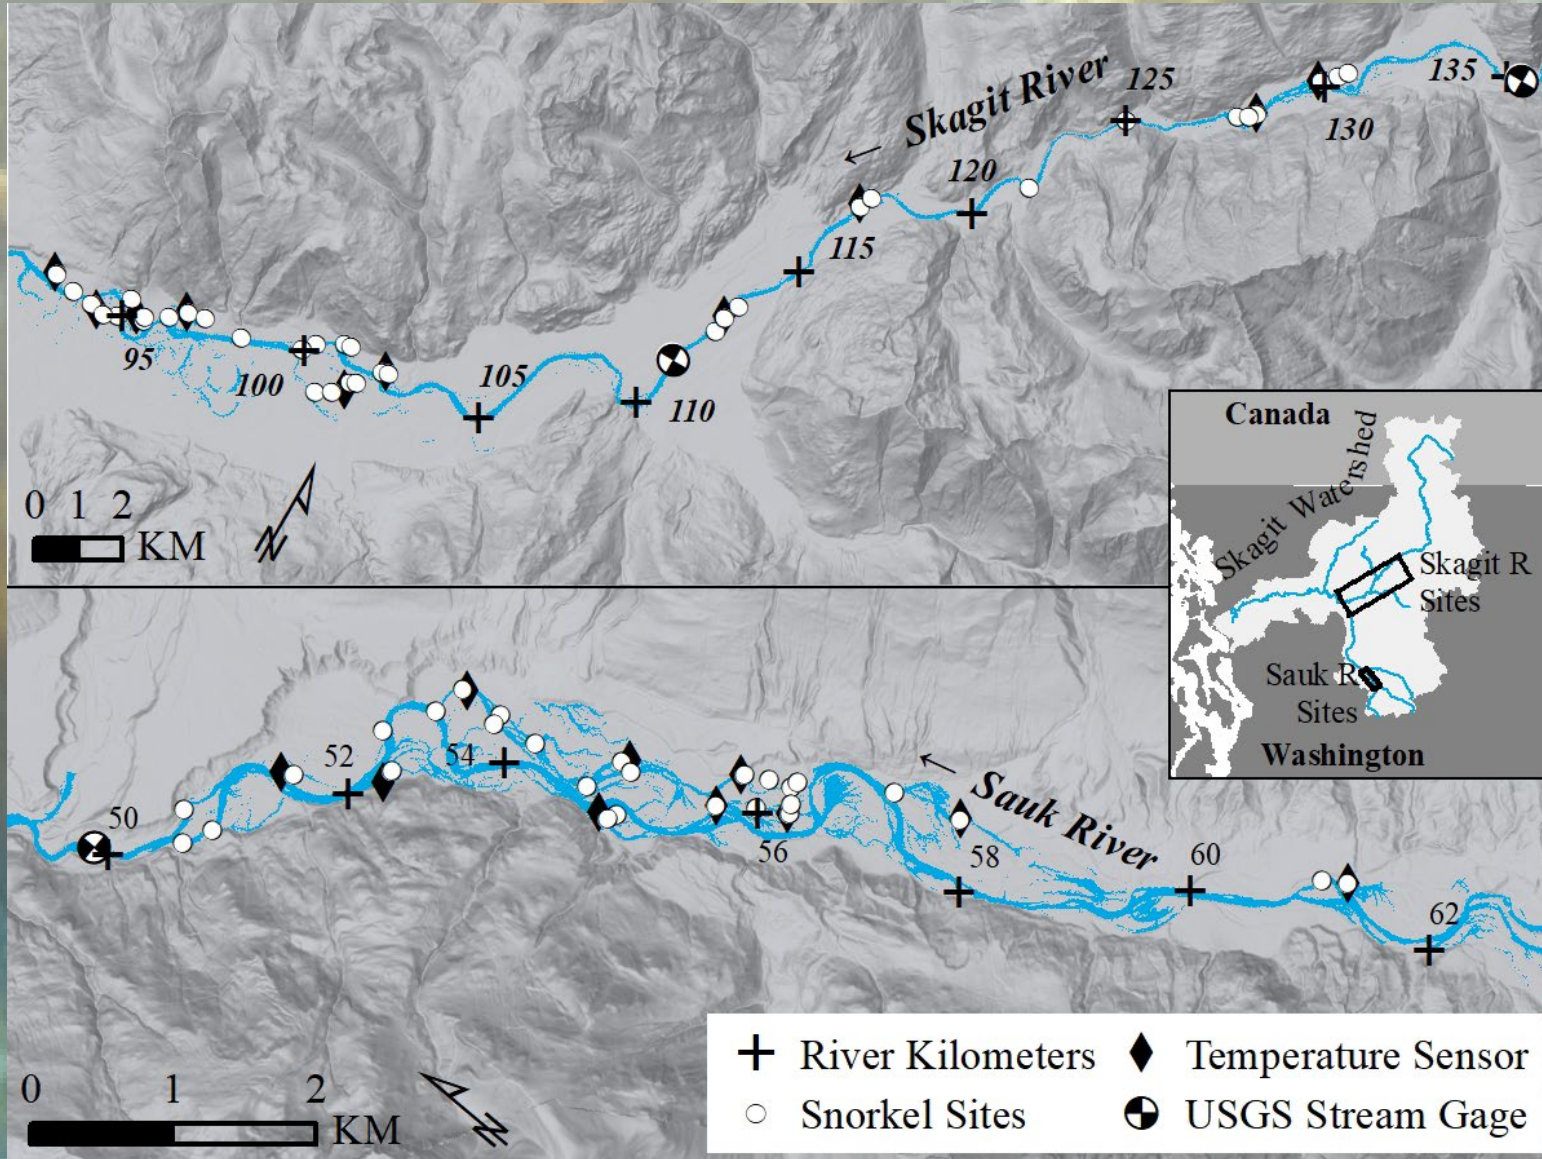 Skagit River
←
135
125
130
120
115
95
100
105
110
0 1 2
KM
N
Canada
Skagit Watershed
Skagit R
Sites
Sauk R
Sites
Washington
52
54
50
←
Sauk River
56
58
60
62
0 1 2
KM
N
River Kilometers
Temperature Sensor
Snorkel Sites
USGS Stream Gage